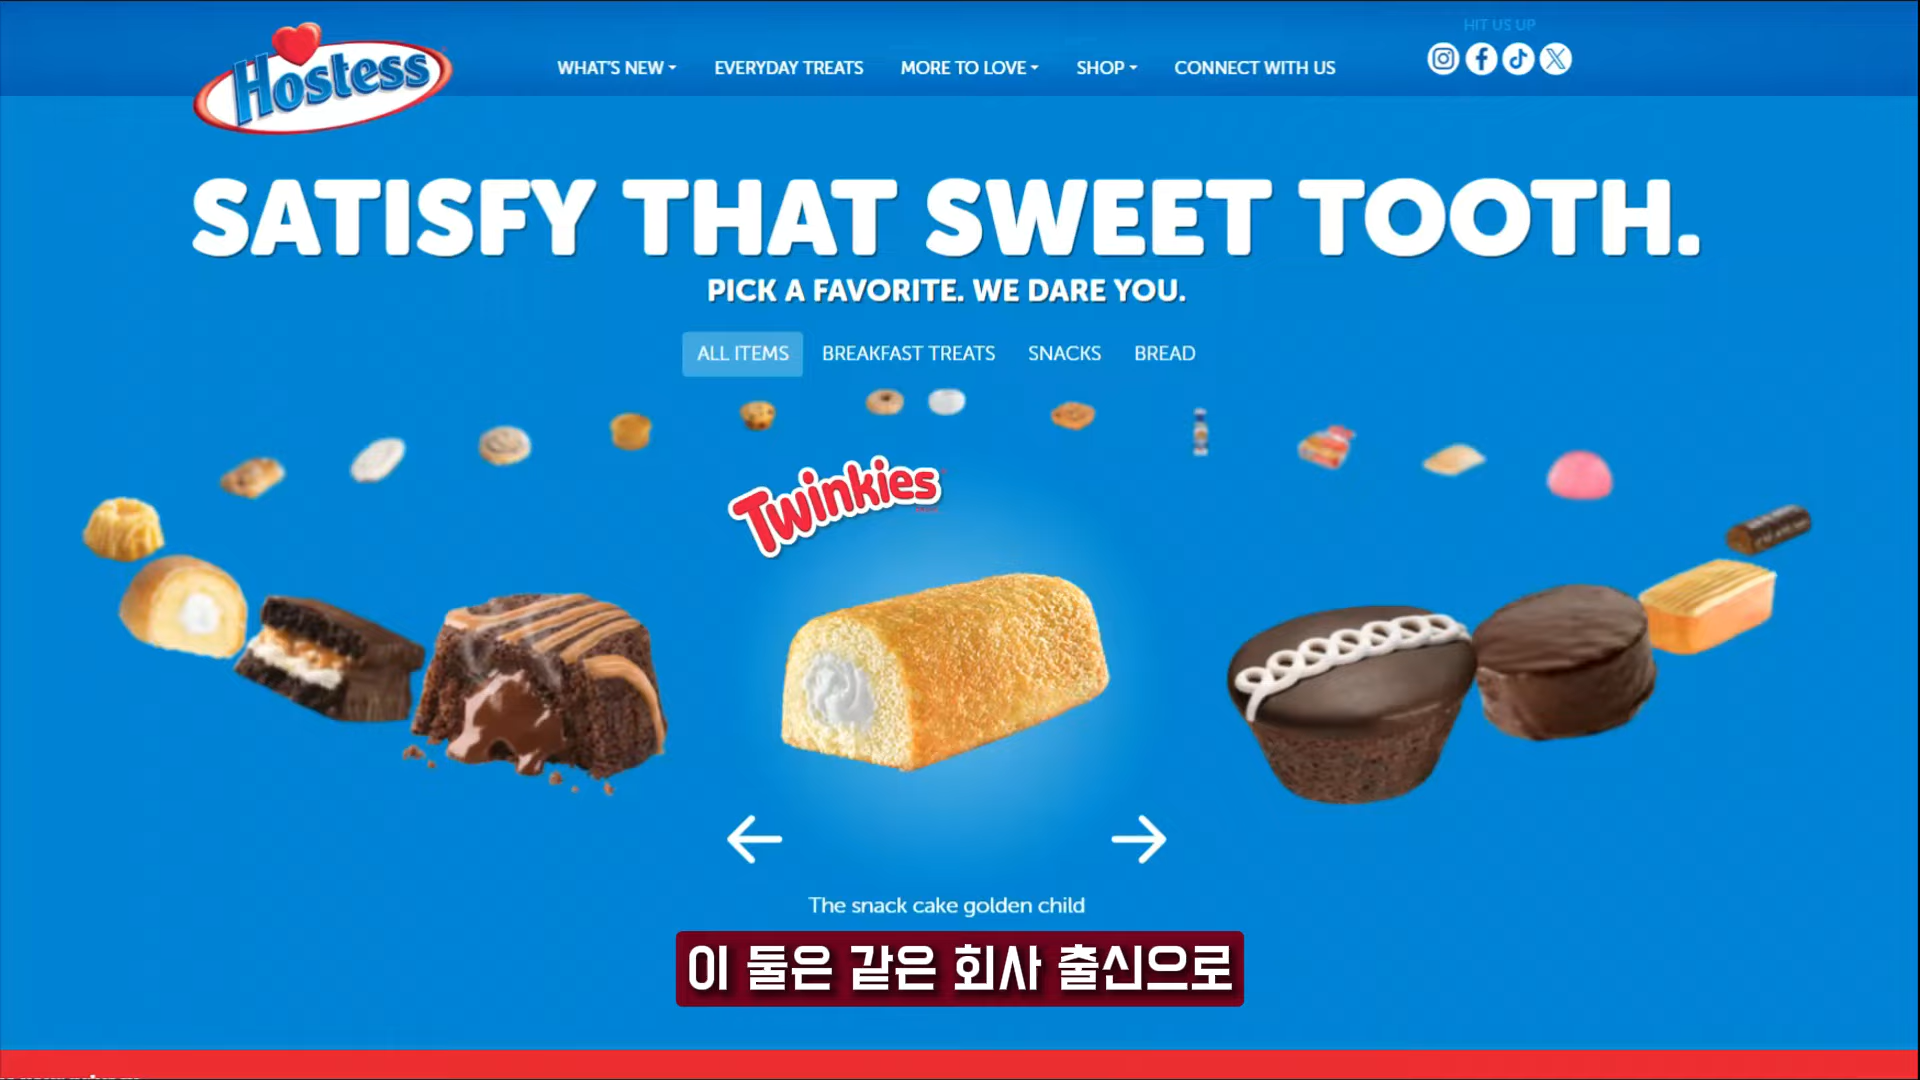 Hostess
WHAT'S NEW
EVERYDAY TREATS
MORE TO LOVE
SHOP
CONNECT WITH US
HIT US UP
SATISFY THAT SWEET TOOTH.
PICK A FAVORITE. WE DARE YOU.
ALL ITEMS
BREAKFAST TREATS
SNACKS
BREAD
Twinkies
The snack cake golden child
이 둘은 같은 회사 출신으로